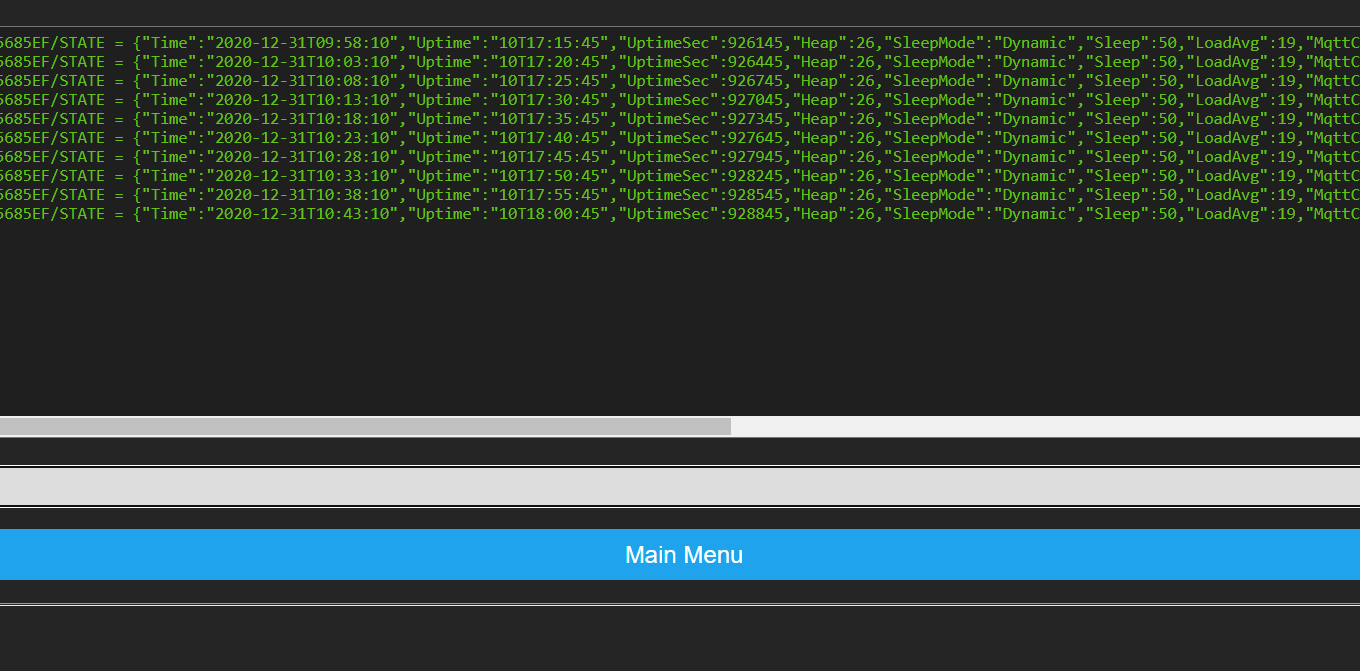 5685EF/STATE = {"Time":"2020-12-31T09:58:10","Uptime":"10T17:15:45","UptimeSec":926145,"Heap":26,"SleepMode":"Dynamic","Sleep":50,"LoadAvg":19,"MqttC
5685EF/STATE = {"Time":"2020-12-31T10:03:10","Uptime":"10T17:20:45","UptimeSec":926445,"Heap":26,"SleepMode":"Dynamic","Sleep":50,"LoadAvg":19,"MqttC
5685EF/STATE = {"Time":"2020-12-31T10:08:10","Uptime":"10T17:25:45","UptimeSec":926745,"Heap":26,"SleepMode":"Dynamic","Sleep":50,"LoadAvg":19,"MqttC
5685EF/STATE = {"Time":"2020-12-31T10:13:10","Uptime":"10T17:30:45","UptimeSec":927045,"Heap":26,"SleepMode":"Dynamic","Sleep":50,"LoadAvg":19,"MqttC
5685EF/STATE = {"Time":"2020-12-31T10:18:10","Uptime":"10T17:35:45","UptimeSec":927345,"Heap":26,"SleepMode":"Dynamic","Sleep":50,"LoadAvg":19,"MqttC
5685EF/STATE = {"Time":"2020-12-31T10:23:10","Uptime":"10T17:40:45","UptimeSec":927645,"Heap":26,"SleepMode":"Dynamic","Sleep":50,"LoadAvg":19,"MqttC
5685EF/STATE = {"Time":"2020-12-31T10:28:10","Uptime":"10T17:45:45","UptimeSec":927945,"Heap":26,"SleepMode":"Dynamic","Sleep":50,"LoadAvg":19,"MqttC
5685EF/STATE = {"Time":"2020-12-31T10:33:10","Uptime":"10T17:50:45","UptimeSec":928245,"Heap":26,"SleepMode":"Dynamic","Sleep":50,"LoadAvg":19,"MqttC
5685EF/STATE = {"Time":"2020-12-31T10:38:10","Uptime":"10T17:55:45","UptimeSec":928545,"Heap":26,"SleepMode":"Dynamic","Sleep":50,"LoadAvg":19,"MqttC
5685EF/STATE = {"Time":"2020-12-31T10:43:10","Uptime":"10T18:00:45","UptimeSec":928845,"Heap":26,"SleepMode":"Dynamic","Sleep":50,"LoadAvg":19,"MqttC
Main Menu